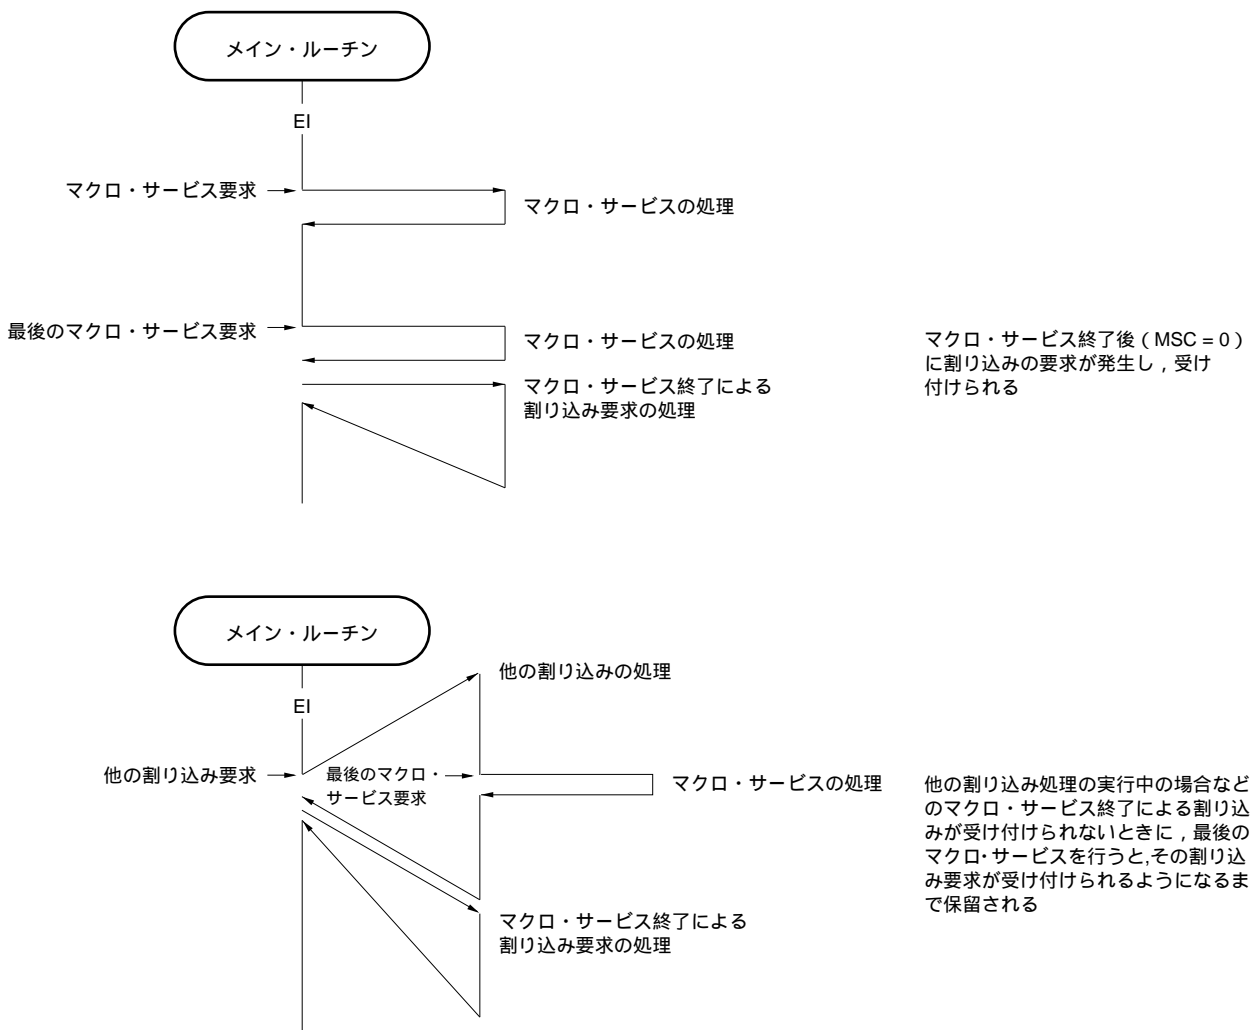 メイン・ルーチン
EI
マクロ・サービス要求
マクロ・サービスの処理
最後のマクロ・サービス要求
マクロ・サービスの処理
マクロ・サービス終了後（MSC = 0）
に割り込みの要求が発生し，受け
付けられる
マクロ・サービス終了による
割り込み要求の処理
メイン・ルーチン
他の割り込みの処理
EI
他の割り込み要求
最後のマクロ・
サービス要求
マクロ・サービスの処理
他の割り込み処理の実行中の場合など
のマクロ・サービス終了による割り込
みが受け付けられないときに，最後の
マクロ・サービスを行うと,その割り込
み要求が受け付けられるようになるま
で保留される
マクロ・サービス終了による
割り込み要求の処理